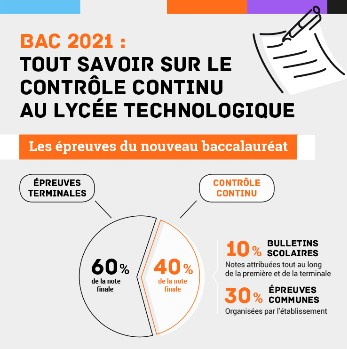 BAC 2021 :
TOUT SAVOIR SUR LE
CONTRÔLE CONTINU
AU LYCÉE TECHNOLOGIQUE
Les épreuves du nouveau baccalauréat
ÉPREUVES
TERMINALES
CONTRÔLE
CONTINU
60%
de la note
finale
40%
de la note
finale
10% BULLETINS
SCOLAIRES
Notes attribuées tout au long
de la première et de la terminale
30% ÉPREUVES
COMMUNES
Organisées par l'établissement